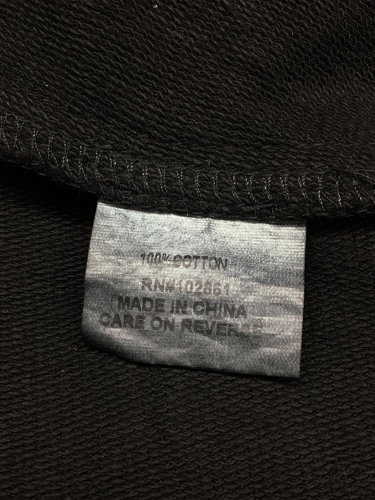 100% COTTON
RN#102861
MADE IN CHINA
CARE ON REVERSE